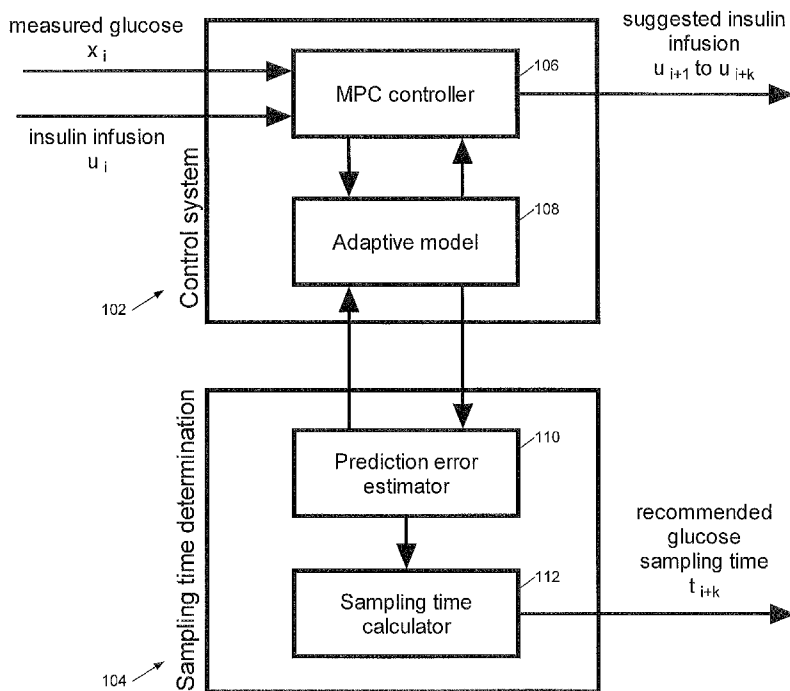 measured glucose
x i
insulin infusion
u i
Control system
102
MPC controller
106
Adaptive model
108
suggested insulin
infusion
u i+1 to u i+k
Sampling time determination
104
Prediction error
estimator
110
Sampling time
calculator
112
recommended
glucose
sampling time
t i+k